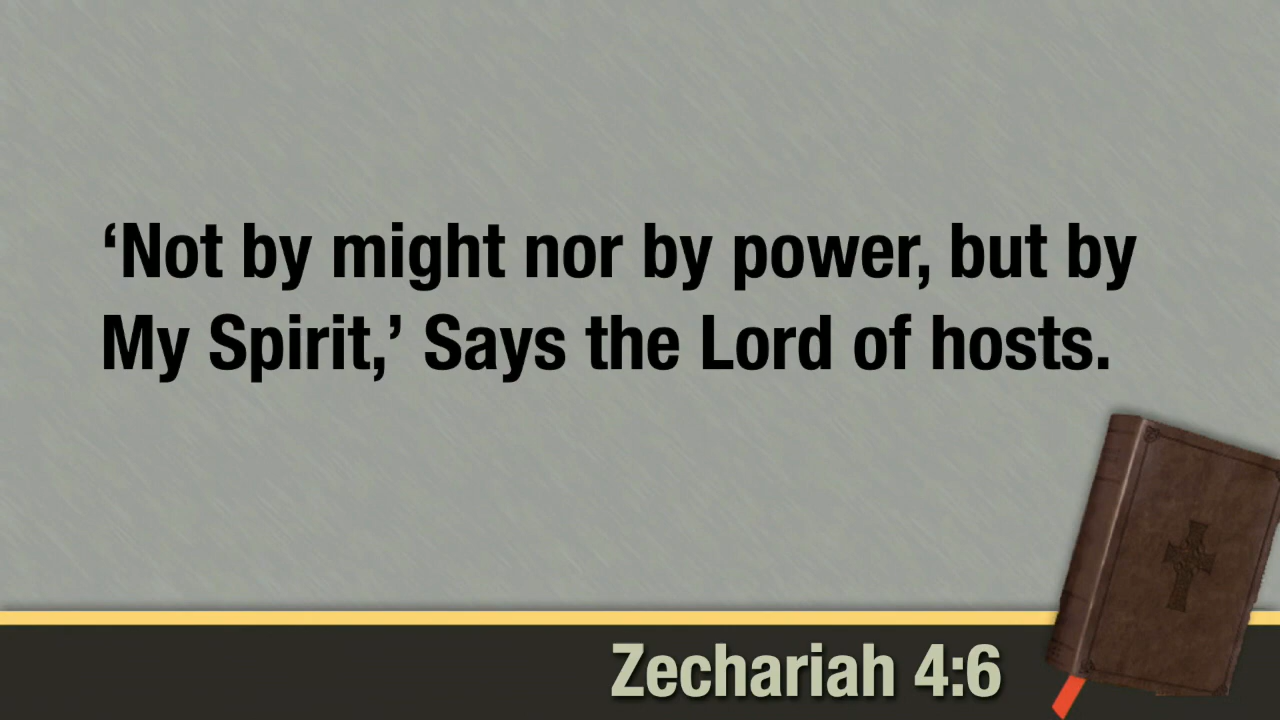 ‘Not by might nor by power, but by
My Spirit,’ Says the Lord of hosts.
Zechariah 4:6